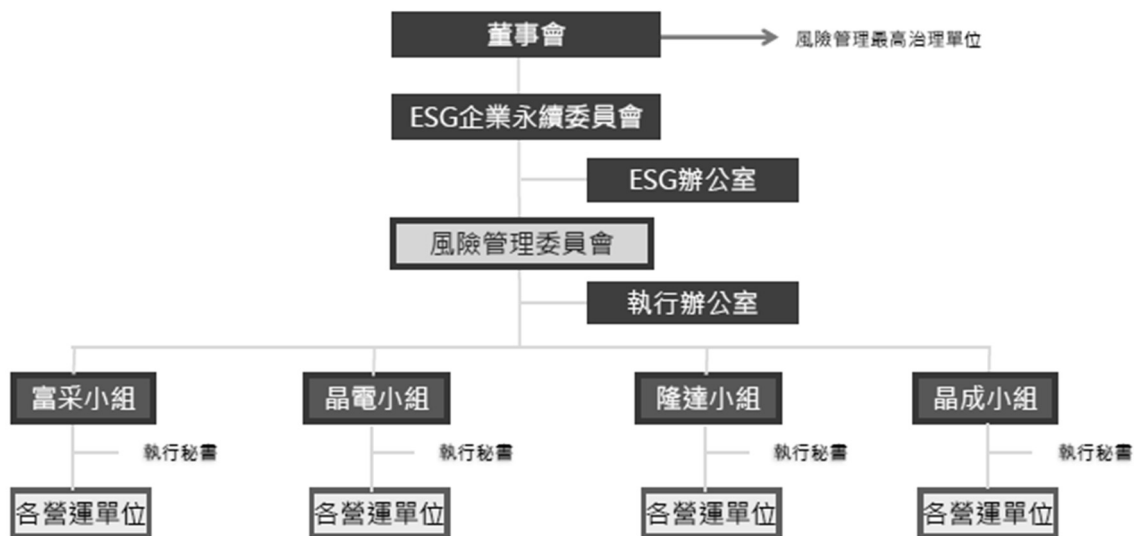 董事會
風險管理最高治理單位
ESG企業永續委員會
ESG辦公室
風險管理委員會
執行辦公室
富采小組
晶電小組
隆達小組
晶成小組
執行秘書
執行秘書
執行秘書
執行秘書
各營運單位
各營運單位
各營運單位
各營運單位